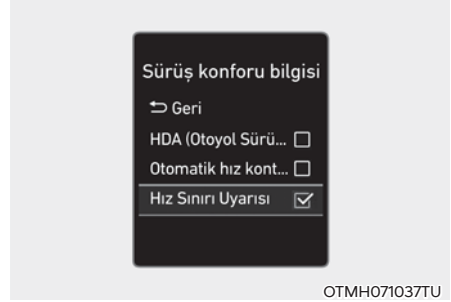 Sürüş konforu bilgisi
Geri
HDA (Otoyol Sürü...
Otomatik hız kont...
Hız Sınırı Uyarısı
OTMH071037TU